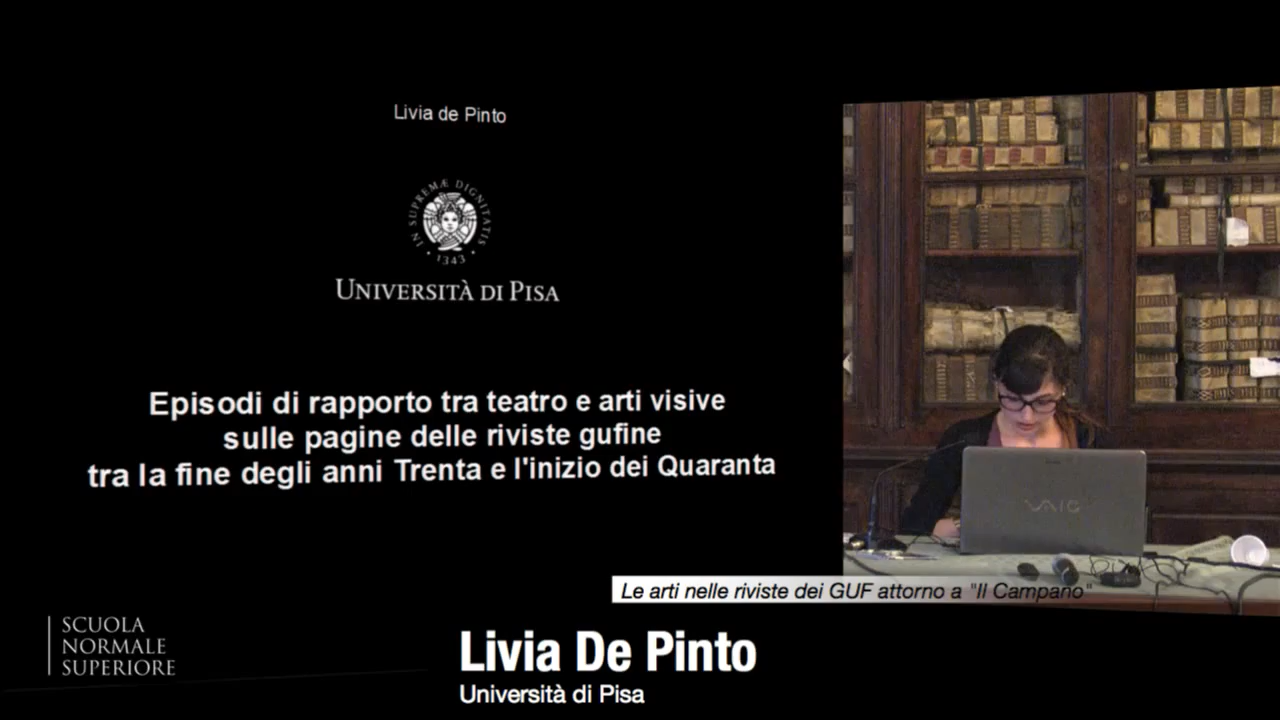 Livia de Pinto
IN SUPREMÆ DIGNITATIS
· 1343 ·
UNIVERSITÀ DI PISA
Episodi di rapporto tra teatro e arti visive
sulle pagine delle riviste gufine
tra la fine degli anni Trenta e l'inizio dei Quaranta
VAIO
Le arti nelle riviste dei GUF attorno a "Il Campano"
SCUOLA
NORMALE
SUPERIORE
Livia De Pinto
Università di Pisa